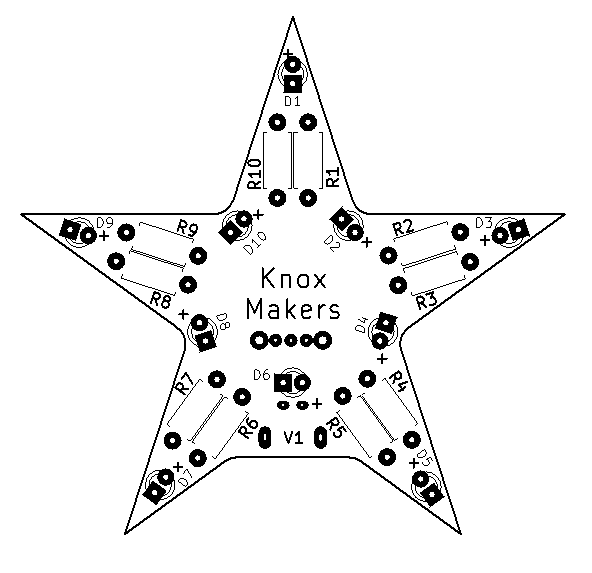 +
D1
R10 R1
D9 R9 + R2 D3
+ D10 D2 + +
R8 Knox R3
Makers
+ D8 D4
+
D6
R7 + R4
R6 V1 R5
+ D7 + D5